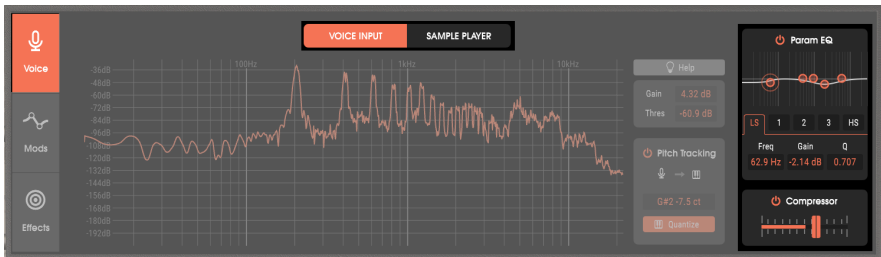 VOICE INPUT
SAMPLE PLAYER
Voice
Mods
Effects
100Hz
1kHz
10kHz
-36dB
-48dB
-60dB
-72dB
-84dB
-96dB
-108dB
-120dB
-132dB
-144dB
-156dB
-168dB
-180dB
-192dB
Help
Gain 4.32 dB
Thres -60.9 dB
Pitch Tracking
G#2 -7.5 ct
Quantize
Param EQ
LS 1 2 3 HS
Freq Gain Q
62.9 Hz -2.14 dB 0.707
Compressor